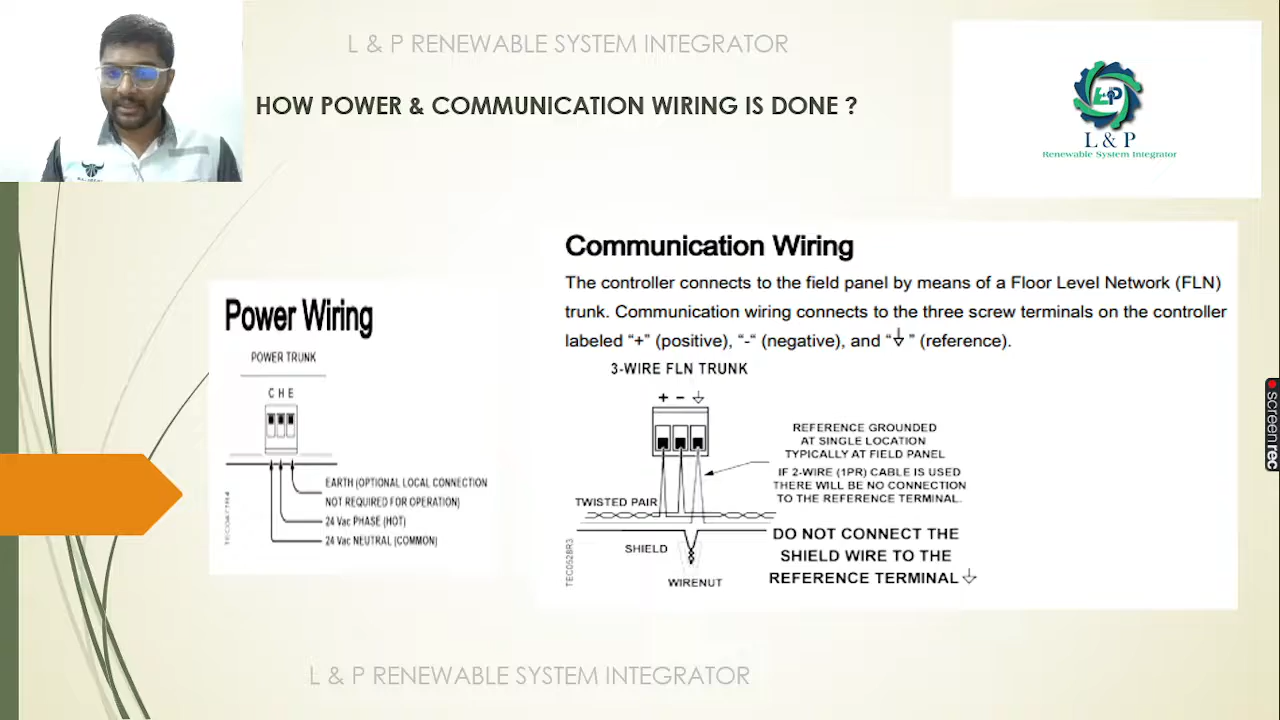 L & P RENEWABLE SYSTEM INTEGRATOR
HOW POWER & COMMUNICATION WIRING IS DONE ?
L & P
Renewable System Integrator
Power Wiring
POWER TRUNK
C H E
EARTH (OPTIONAL LOCAL CONNECTION
NOT REQUIRED FOR OPERATION)
24 Vac PHASE (HOT)
24 Vac NEUTRAL (COMMON)
Communication Wiring
The controller connects to the field panel by means of a Floor Level Network (FLN)
trunk. Communication wiring connects to the three screw terminals on the controller
labeled “+” (positive), “-“ (negative), and “⏚” (reference).
3-WIRE FLN TRUNK
+ − ⏚
REFERENCE GROUNDED
AT SINGLE LOCATION
TYPICALLY AT FIELD PANEL
IF 2-WIRE (1PR) CABLE IS USED
THERE WILL BE NO CONNECTION
TO THE REFERENCE TERMINAL.
TWISTED PAIR
SHIELD
WIRENUT
TEC0528R3
DO NOT CONNECT THE
SHIELD WIRE TO THE
REFERENCE TERMINAL ⏚
L & P RENEWABLE SYSTEM INTEGRATOR
screenrec